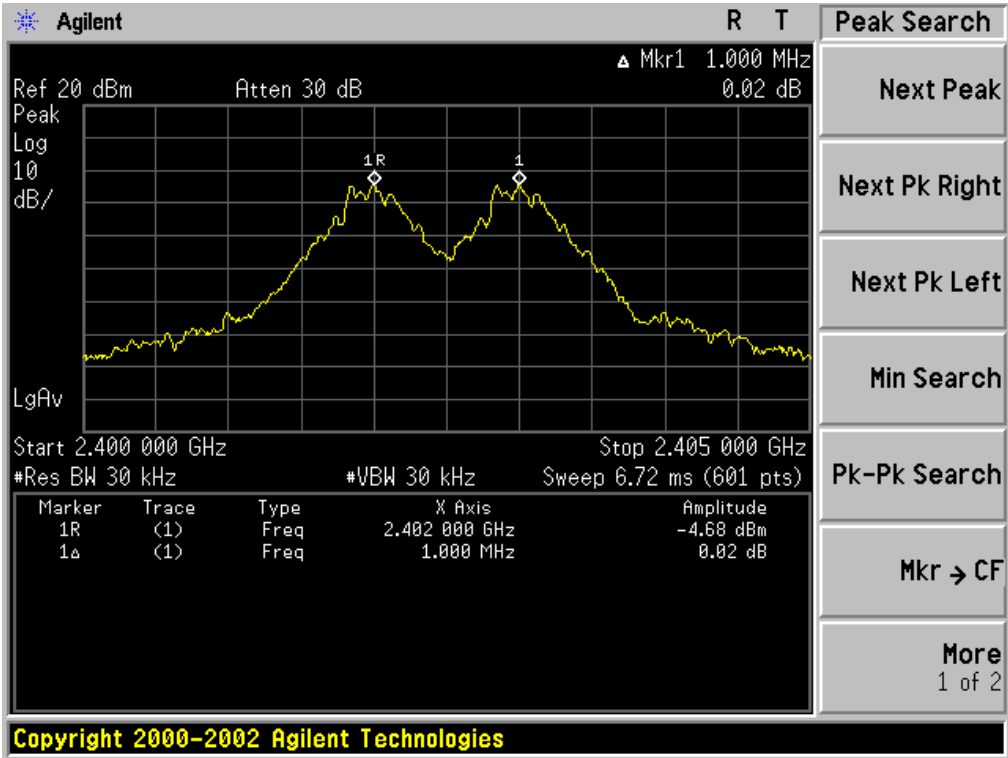 Agilent R T
Peak Search
▵ Mkr1 1.000 MHz
Ref 20 dBm Atten 30 dB 0.02 dB
Peak
Log
10
dB/
1R 1
LgAv
Start 2.400 000 GHz Stop 2.405 000 GHz
#Res BW 30 kHz #VBW 30 kHz Sweep 6.72 ms (601 pts)
Marker Trace Type X Axis Amplitude
1R (1) Freq 2.402 000 GHz -4.68 dBm
1▵ (1) Freq 1.000 MHz 0.02 dB
Next Peak
Next Pk Right
Next Pk Left
Min Search
Pk-Pk Search
Mkr → CF
More
1 of 2
Copyright 2000-2002 Agilent Technologies